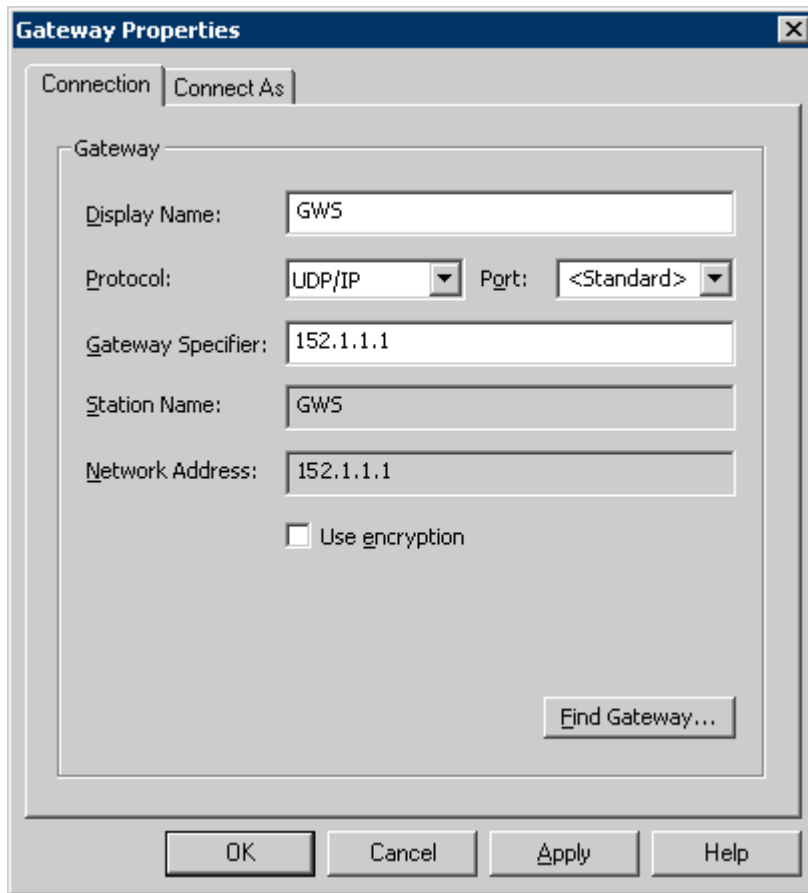 Gateway Properties
Connection Connect As
Gateway
Display Name: GWS
Protocol: UDP/IP Port: <Standard>
Gateway Specifier: 152.1.1.1
Station Name: GWS
Network Address: 152.1.1.1
Use encryption
Find Gateway...
OK Cancel Apply Help